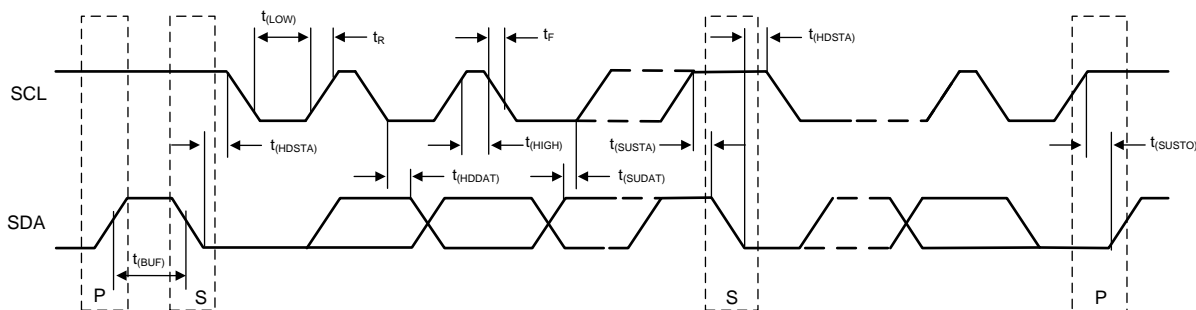 t(LOW)
tR
tF
t(HDSTA)
SCL
t(HDSTA)
t(HIGH)
t(SUSTA)
t(SUSTO)
t(HDDAT)
t(SUDAT)
SDA
t(BUF)
P
S
S
P